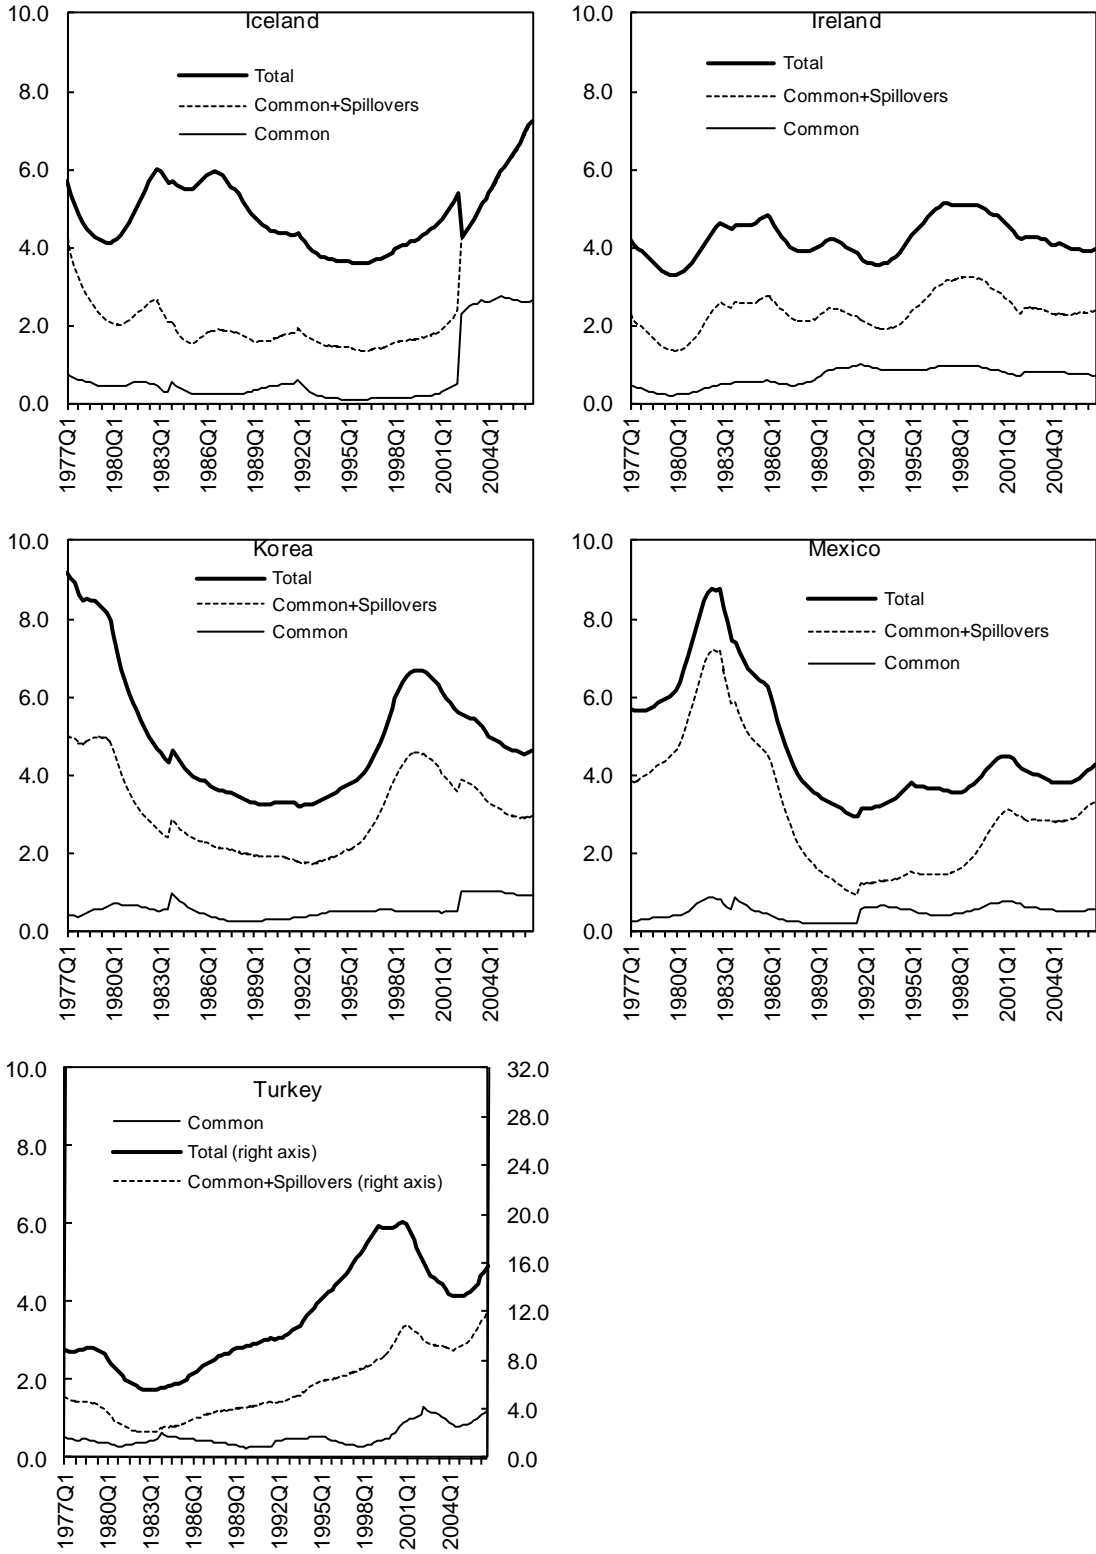 Iceland
10.0
8.0
6.0
4.0
2.0
0.0
Total
Common+Spillovers
Common
1977Q1
1980Q1
1983Q1
1986Q1
1989Q1
1992Q1
1995Q1
1998Q1
2001Q1
2004Q1
Ireland
10.0
8.0
6.0
4.0
2.0
0.0
Total
Common+Spillovers
Common
1977Q1
1980Q1
1983Q1
1986Q1
1989Q1
1992Q1
1995Q1
1998Q1
2001Q1
2004Q1
Korea
10.0
8.0
6.0
4.0
2.0
0.0
Total
Common+Spillovers
Common
1977Q1
1980Q1
1983Q1
1986Q1
1989Q1
1992Q1
1995Q1
1998Q1
2001Q1
2004Q1
Mexico
10.0
8.0
6.0
4.0
2.0
0.0
Total
Common+Spillovers
Common
1977Q1
1980Q1
1983Q1
1986Q1
1989Q1
1992Q1
1995Q1
1998Q1
2001Q1
2004Q1
Turkey
10.0
8.0
6.0
4.0
2.0
0.0
Common
Total (right axis)
Common+Spillovers (right axis)
32.0
28.0
24.0
20.0
16.0
12.0
8.0
4.0
0.0
1977Q1
1980Q1
1983Q1
1986Q1
1989Q1
1992Q1
1995Q1
1998Q1
2001Q1
2004Q1